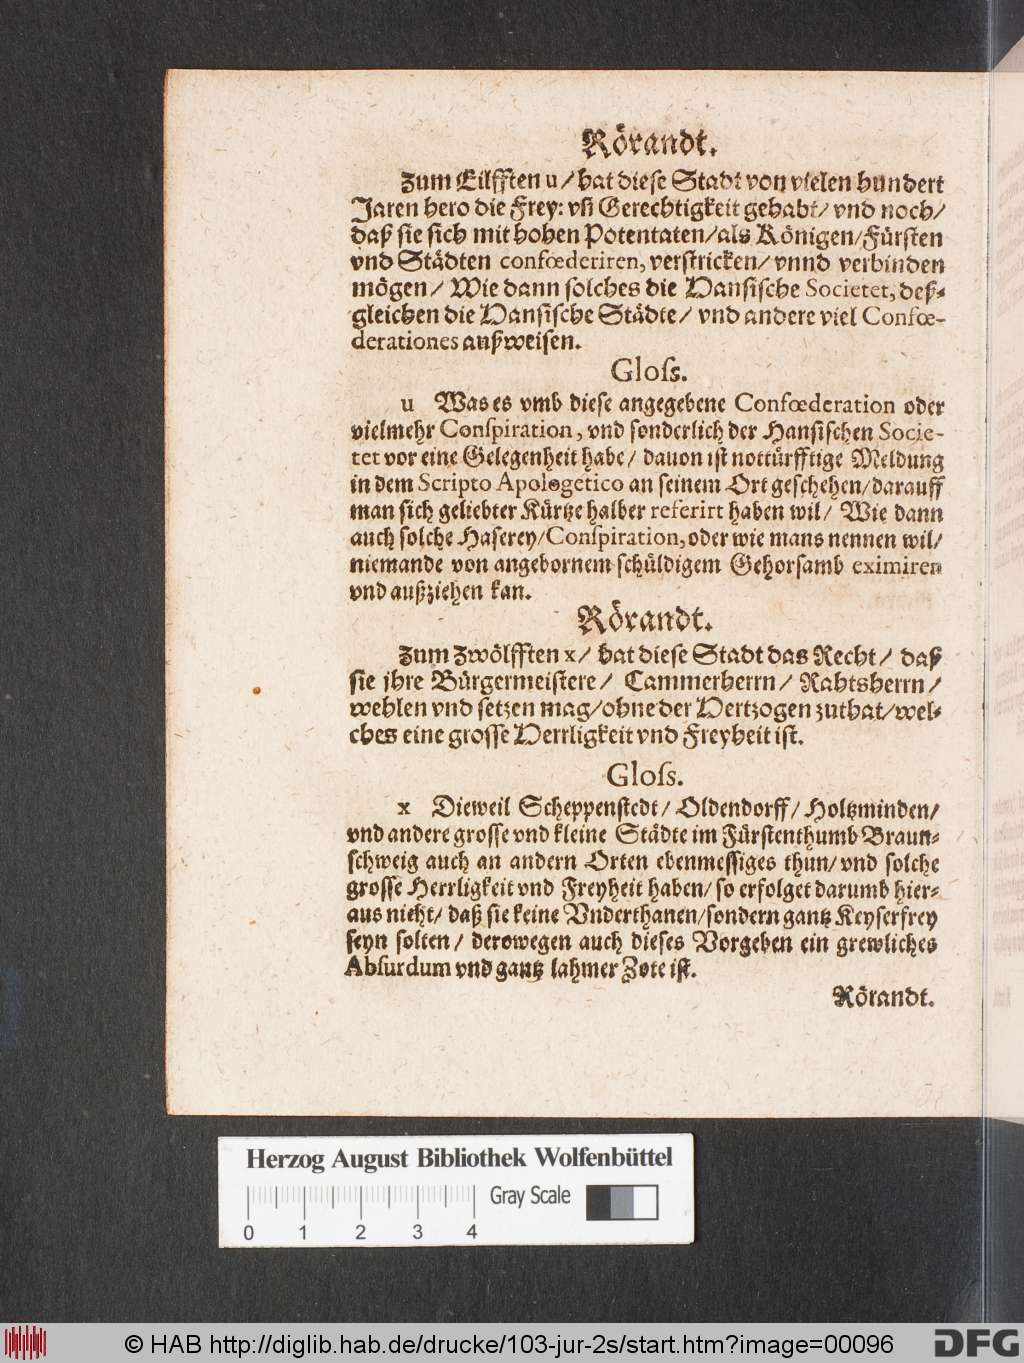 Rörandt.
Zum Eilfften u/ hat diese Stadt von vielen hundert
Jaren hero die Frey: vñ Gerechtigkeit gehabt/ vnd noch/
daß sie sich mit hohen Potentaten/als Königen/Fürsten
vnd Städten confœderiren, verstricken/ vnnd verbinden
mögen/ Wie dann solches die Hansische Societet, deß-
gleichen die Hansische Städte/ vnd andere viel Confœ-
derationes außweisen.
Gloſs.
u Was es vmb diese angegebene Confœderation oder
vielmehr Conſpiration, vnd sonderlich der Hansischen Socie-
tet vor eine Gelegenheit habe/ dauon ist nottürfftige Meldung
in dem Scripto Apologetico an seinem Ort geschehen/darauff
man sich geliebter Kürtze halber referirt haben wil/ Wie dann
auch solche Haserey/Conſpiration, oder wie mans nennen wil/
niemande von angebornem schüldigem Gehorsamb eximiren
vnd außziehen kan.
Rörandt.
Zum Zwölfften x/ hat diese Stadt das Recht/ daß
sie jhre Bürgermeistere/ Cammerherrn/ Rahtsherrn/
wehlen vnd setzen mag/ohne der Hertzogen zuthat/wel-
ches eine grosse Herrligkeit vnd Freyheit ist.
Gloſs.
x Dieweil Scheppenstedt/ Oldendorff/ Holtzminden/
vnd andere grosse vnd kleine Städte im Fürstenthumb Braun-
schweig auch an andern Orten ebenmessiges thun/ vnd solche
grosse Herrligkeit vnd Freyheit haben/ so erfolget darumb hier-
aus nicht/ daß sie keine Vnderthanen/sondern gantz Keyserfrey
seyn solten/ derowegen auch dieses Vorgeben ein grewliches
Abſurdum vnd gantz lahmer Zote ist.
Rörandt.
Herzog August Bibliothek Wolfenbüttel
Gray Scale
0 1 2 3 4
© HAB http://diglib.hab.de/drucke/103-jur-2s/start.htm?image=00096
DFG